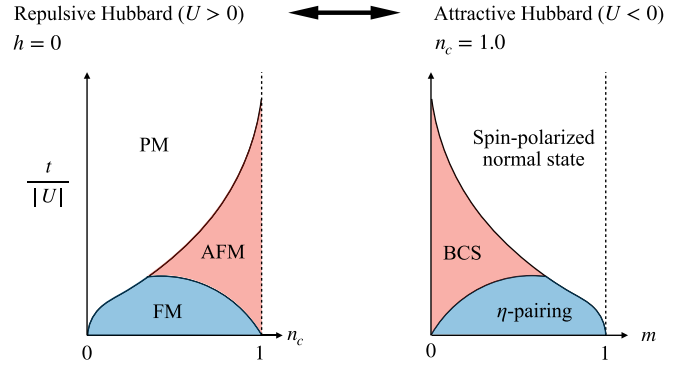 Repulsive Hubbard (U > 0)
h = 0
Attractive Hubbard (U < 0)
n_c = 1.0
t
|U|
PM
AFM
FM
0
1
n_c
Spin-polarized
normal state
BCS
η-pairing
0
1
m